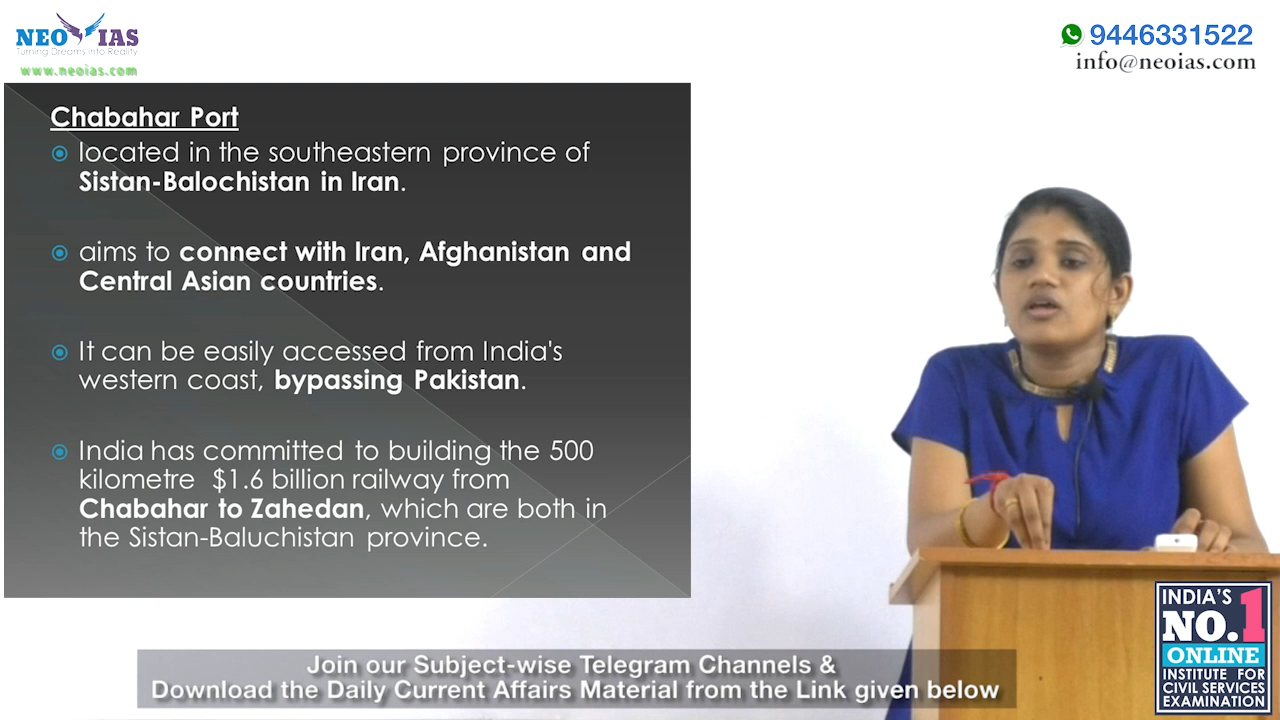 NEO IAS
Turning Dreams into Reality
www.neoias.com
9446331522
info@neoias.com
Chabahar Port
located in the southeastern province of
Sistan-Balochistan in Iran.
aims to connect with Iran, Afghanistan and
Central Asian countries.
It can be easily accessed from India's
western coast, bypassing Pakistan.
India has committed to building the 500
kilometre $1.6 billion railway from
Chabahar to Zahedan, which are both in
the Sistan-Baluchistan province.
INDIA'S
NO.1
ONLINE
INSTITUTE FOR
CIVIL SERVICES
EXAMINATION
Join our Subject-wise Telegram Channels &
Download the Daily Current Affairs Material from the Link given below